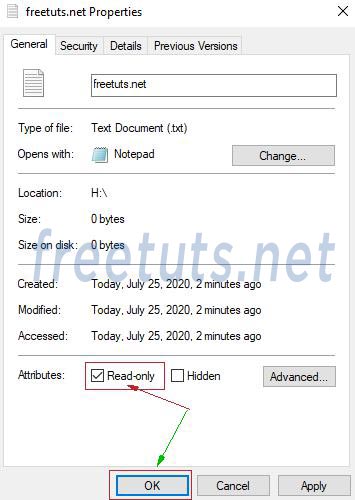 freetuts.net Properties
General Security Details Previous Versions
freetuts.net
Type of file: Text Document (.txt)
Opens with: Notepad Change...
Location: H:\
Size: 0 bytes
Size on disk: 0 bytes
freetuts.net
Created: Today, July 25, 2020, 2 minutes ago
Modified: Today, July 25, 2020, 2 minutes ago
Accessed: Today, July 25, 2020, 2 minutes ago
Attributes: Read-only Hidden Advanced...
OK Cancel Apply